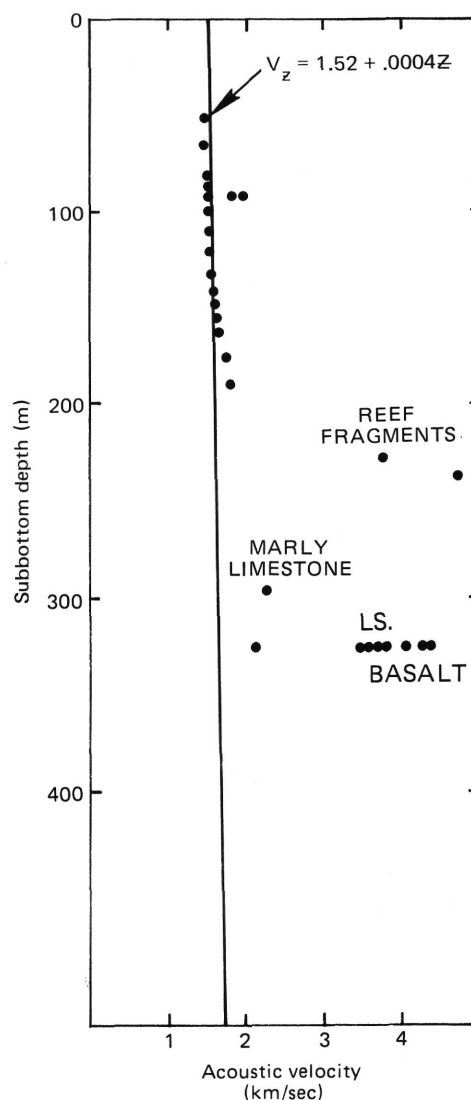 0
V_z = 1.52 + .0004Z
100
200
REEF
FRAGMENTS
Subbottom depth (m)
MARLY
LIMESTONE
300
LS.
BASALT
400
1 2 3 4
Acoustic velocity
(km/sec)